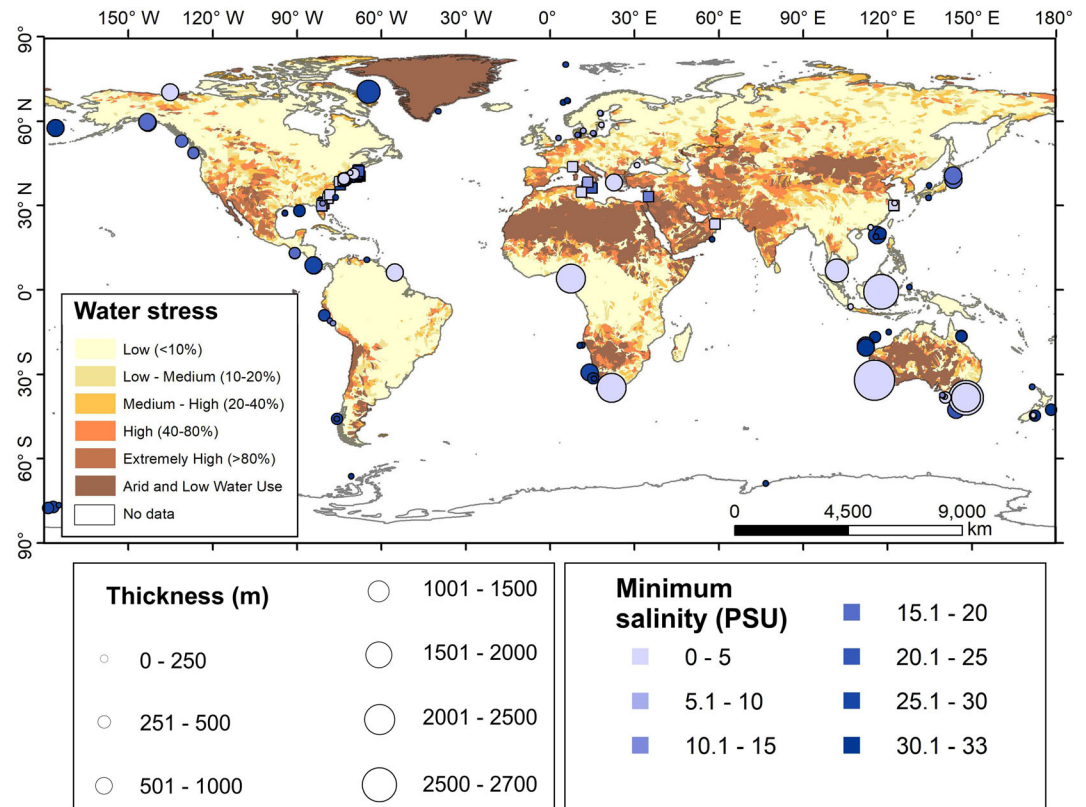 150° W 120° W 90° W 60° W 30° W 0° 30° E 60° E 90° E 120° E 150° E 180°
90°
60° N
30° N
0°
30° S
60° S
90°
Water stress
Low (<10%)
Low - Medium (10-20%)
Medium - High (20-40%)
High (40-80%)
Extremely High (>80%)
Arid and Low Water Use
No data
0 4,500 9,000
km
Thickness (m)
0 - 250
251 - 500
501 - 1000
1001 - 1500
1501 - 2000
2001 - 2500
2500 - 2700
Minimum
salinity (PSU)
0 - 5
5.1 - 10
10.1 - 15
15.1 - 20
20.1 - 25
25.1 - 30
30.1 - 33